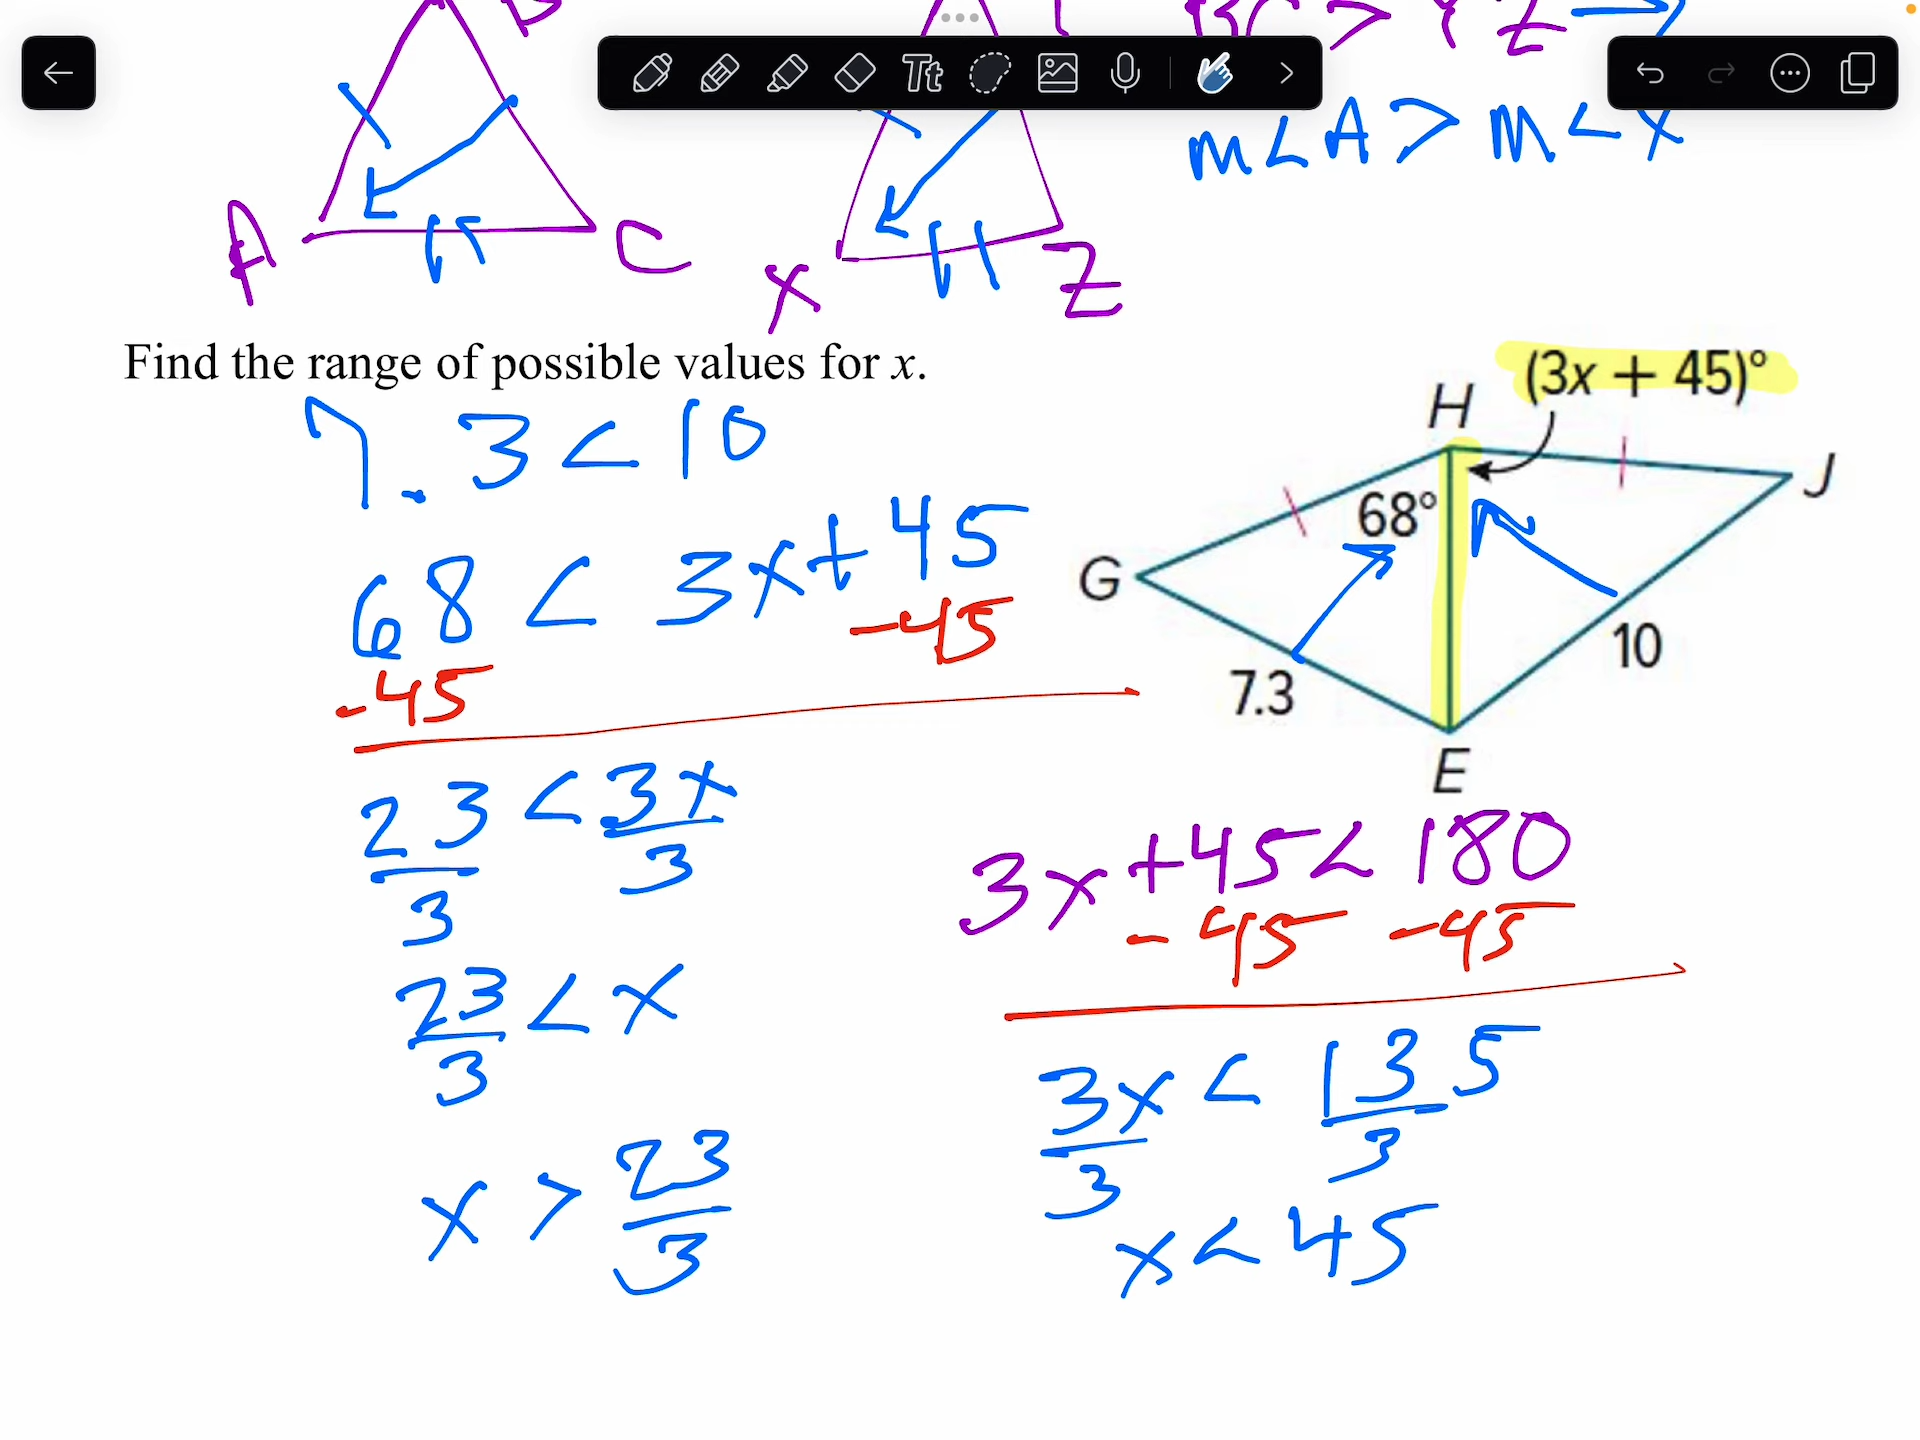 Tt
m∠A > m∠X
A
C
X
Z
Find the range of possible values for x.
7.3 < 10
68 < 3x + 45
-45 -45
23/3 < 3x/3
23/3 < x
x > 23/3
(3x + 45)°
H
J
68°
G
7.3
10
E
3x + 45 < 180
- 45 -45
3x/3 < 135/3
x < 45